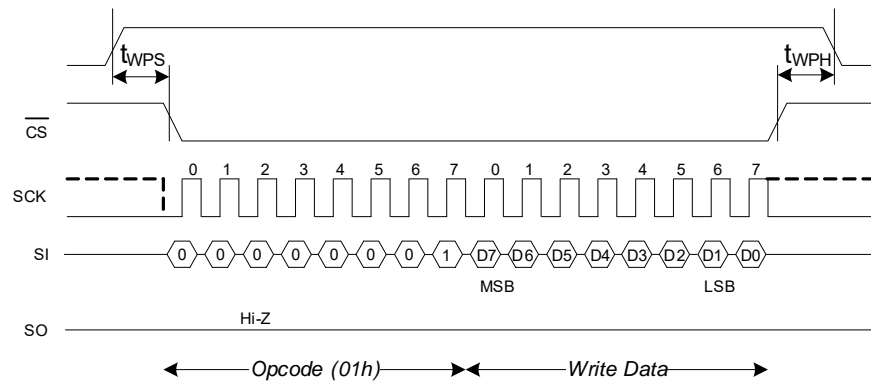 tWPS
tWPH
CS
0 1 2 3 4 5 6 7 0 1 2 3 4 5 6 7
SCK
SI 0 0 0 0 0 0 0 1 D7 D6 D5 D4 D3 D2 D1 D0
MSB LSB
Hi-Z
SO
Opcode (01h) Write Data